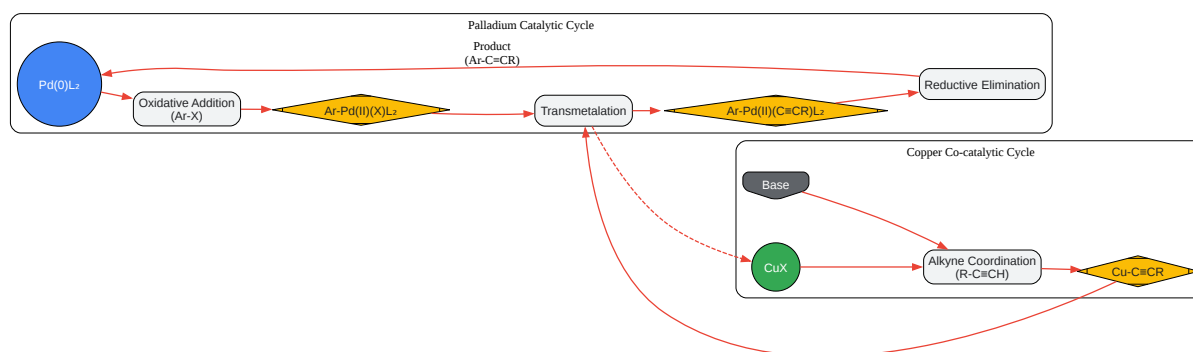 Palladium Catalytic Cycle
Product
(Ar-C≡CR)
Pd(0)L₂
Oxidative Addition
(Ar-X)
Ar-Pd(II)(X)L₂
Transmetalation
Ar-Pd(II)(C≡CR)L₂
Reductive Elimination
Copper Co-catalytic Cycle
Base
CuX
Alkyne Coordination
(R-C≡CH)
Cu-C≡CR